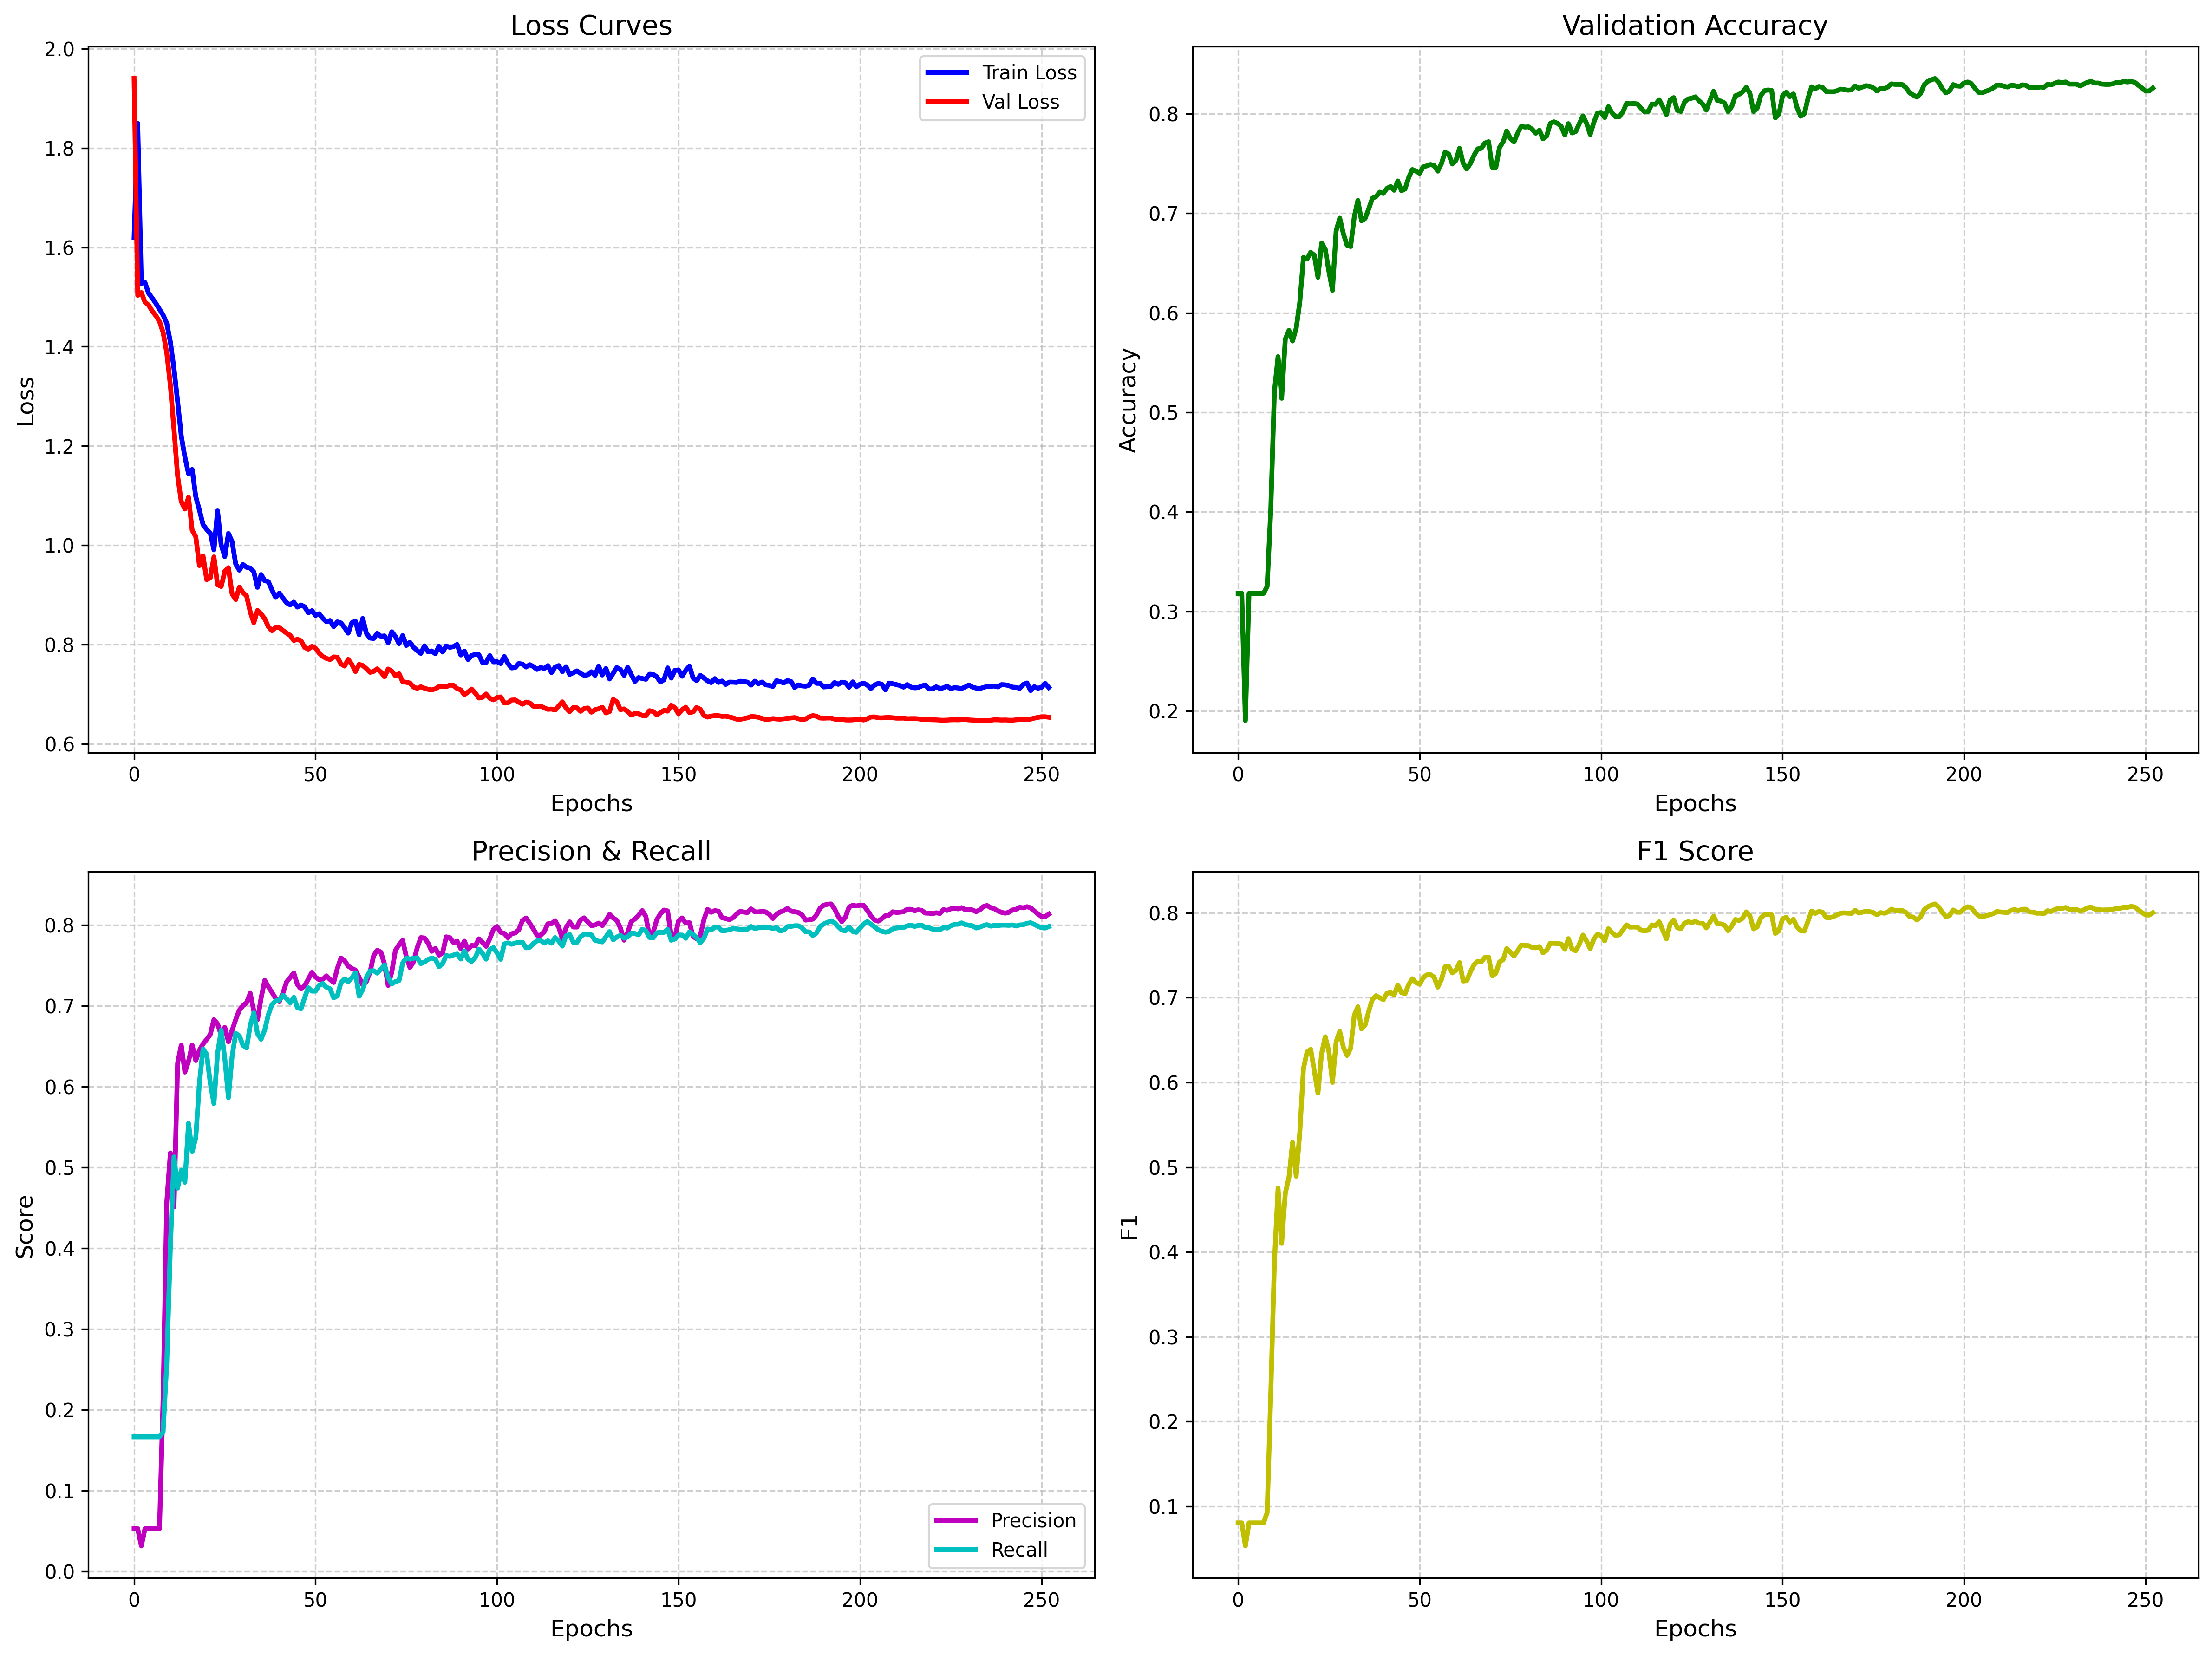 Loss Curves
2.0
1.8
1.6
1.4
1.2
1.0
0.8
0.6
Loss
Train Loss
Val Loss
0 50 100 150 200 250
Epochs
Validation Accuracy
0.8
0.7
0.6
0.5
0.4
0.3
0.2
Accuracy
0 50 100 150 200 250
Epochs
Precision & Recall
0.8
0.7
0.6
0.5
0.4
0.3
0.2
0.1
0.0
Score
Precision
Recall
0 50 100 150 200 250
Epochs
F1 Score
0.8
0.7
0.6
0.5
0.4
0.3
0.2
0.1
F1
0 50 100 150 200 250
Epochs